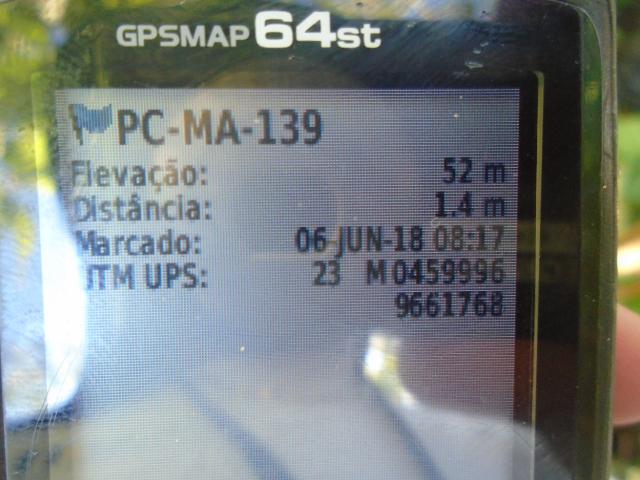 GPSMAP 64st
PC-MA-139
Elevação: 52 m
Distância: 1.4 m
Marcado: 06 JUN-18 08:17
UTM UPS: 23 M 0459996
9661768